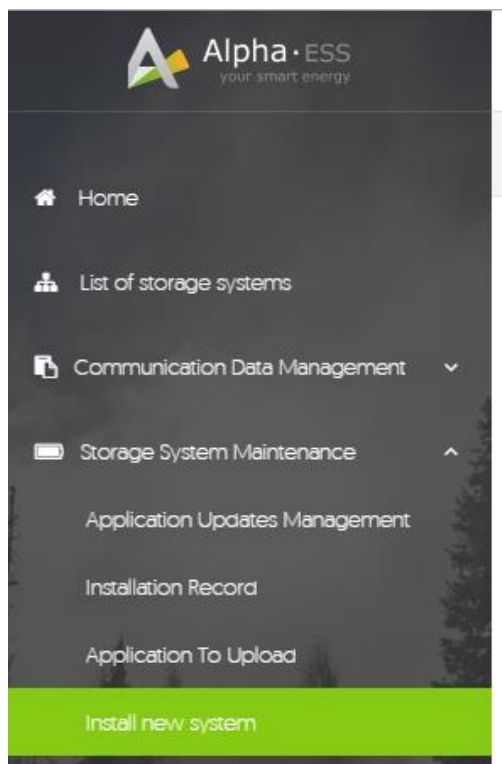 Alpha·ESS
your smart energy
Home
List of storage systems
Communication Data Management
Storage System Maintenance
Application Updates Management
Installation Record
Application To Upload
Install new system